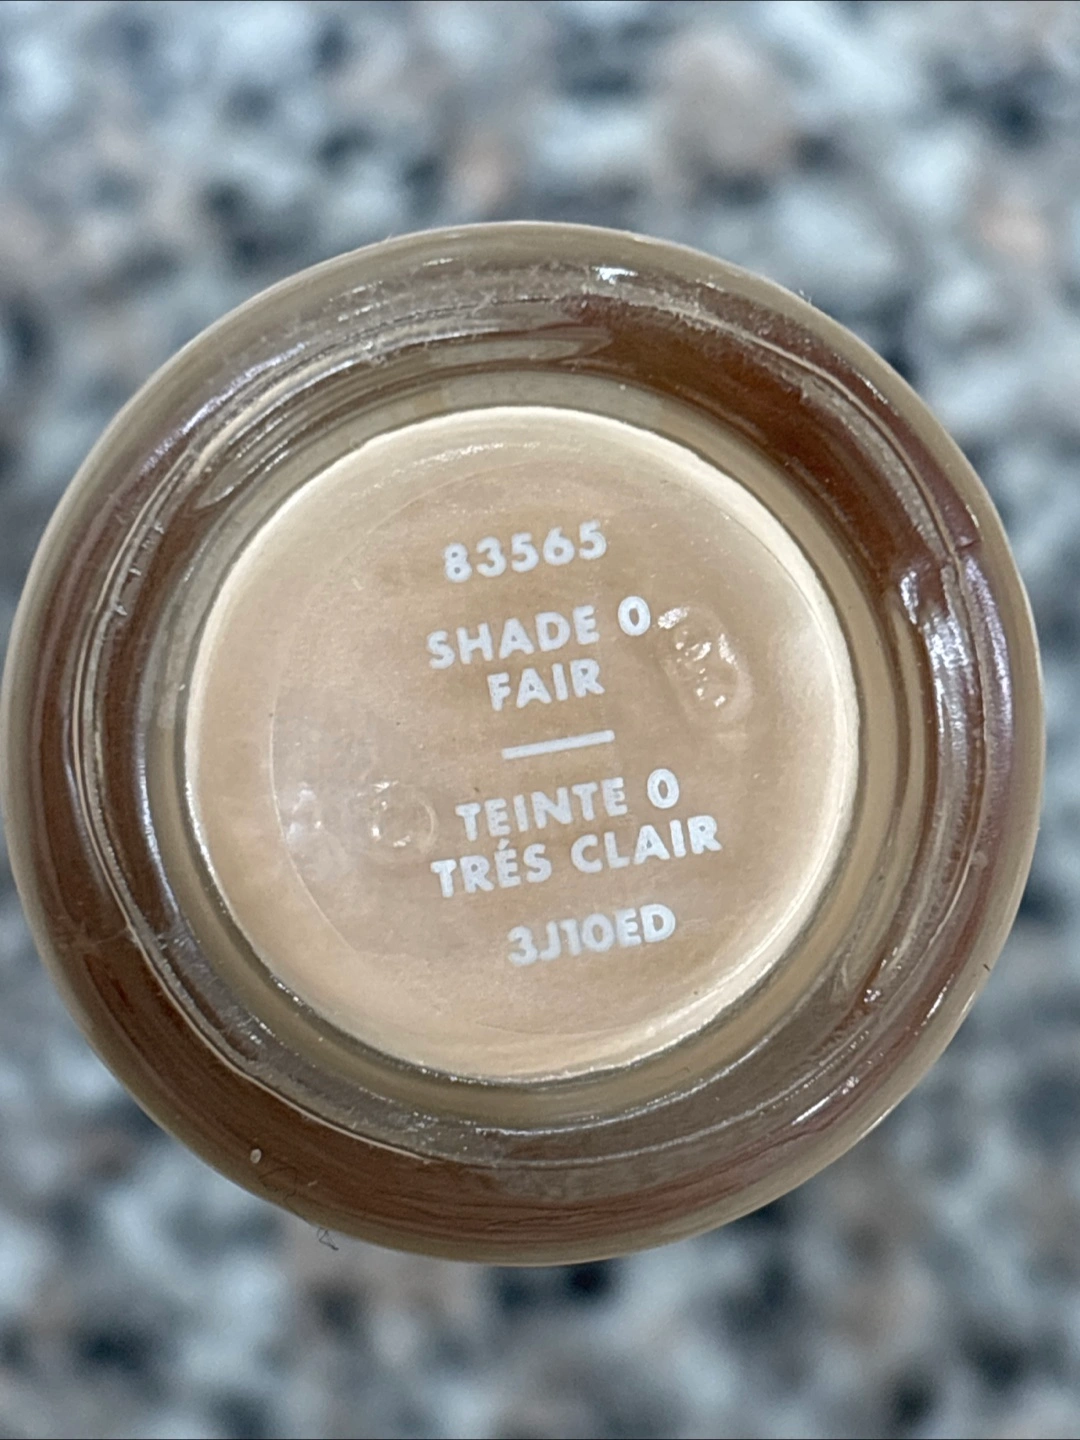 83565
SHADE 0
FAIR
TEINTE 0
TRÉS CLAIR
3J10ED